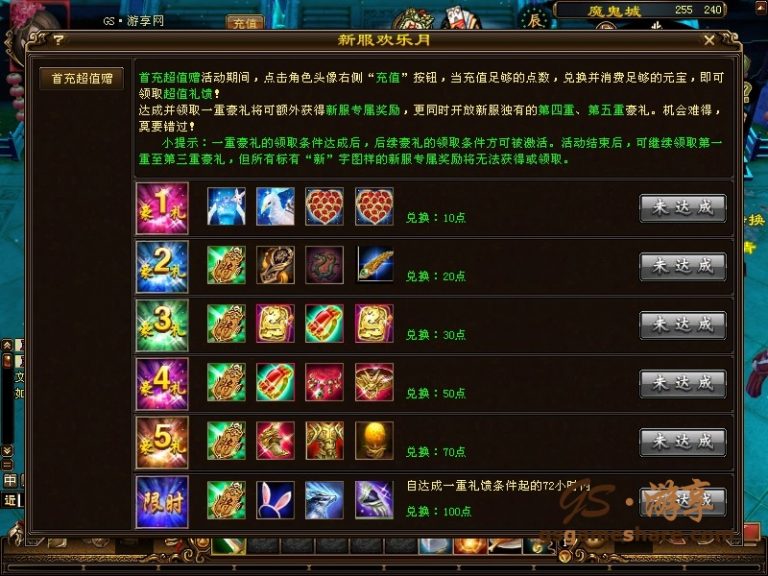 GS·游享网
充值
辰
魔鬼城
255 240
?
新服欢乐月
首充超值赠
首充超值赠活动期间，点击角色头像右侧“充值”按钮，当充值足够的点数，兑换并消费足够的元宝，即可
领取超值礼馈！
达成并领取一重豪礼将可额外获得新服专属奖励，更同时开放新服独有的第四重、第五重豪礼。机会难得，
莫要错过！
小提示：一重豪礼的领取条件达成后，后续豪礼的领取条件方可被激活。活动结束后，可继续领取第一
重至第三重豪礼，但所有标有“新”字图样的新服专属奖励将无法获得或领取。
豪1礼
兑换：10点
未达成
豪2礼
兑换：20点
未达成
豪3礼
兑换：30点
未达成
豪4礼
兑换：50点
未达成
豪5礼
兑换：70点
未达成
限时
自达成一重礼馈条件起的72小时内
兑换：100点
未达成
GS·游享
gsgameshare.com
换
青
文
如
甲
近